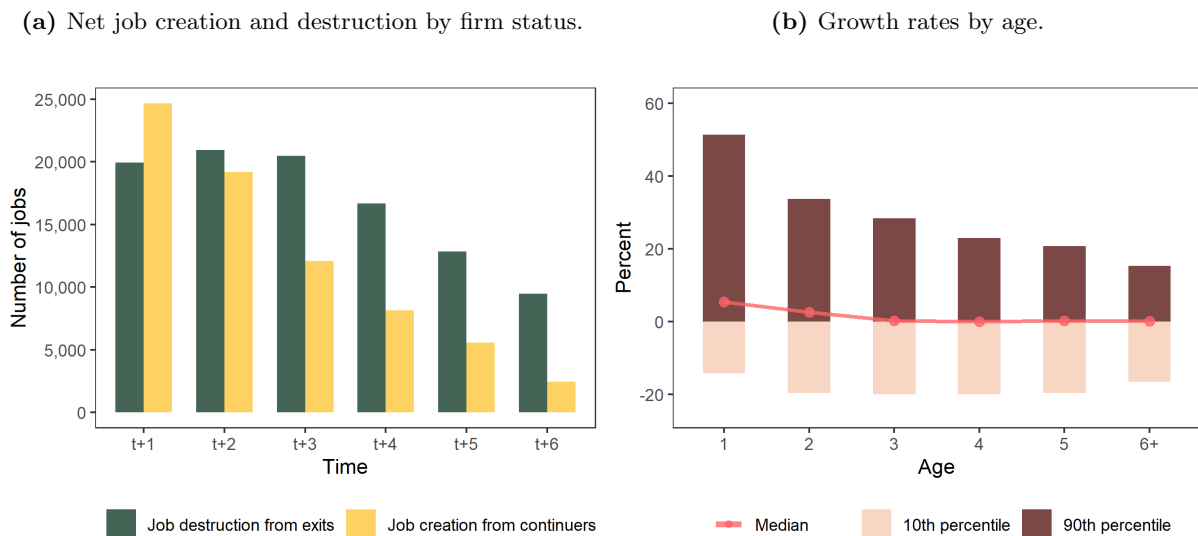 (a) Net job creation and destruction by firm status.
Number of jobs
25,000
20,000
15,000
10,000
5,000
0
t+1 t+2 t+3 t+4 t+5 t+6
Time
Job destruction from exits Job creation from continuers
(b) Growth rates by age.
Percent
60
40
20
0
-20
1 2 3 4 5 6+
Age
Median 10th percentile 90th percentile